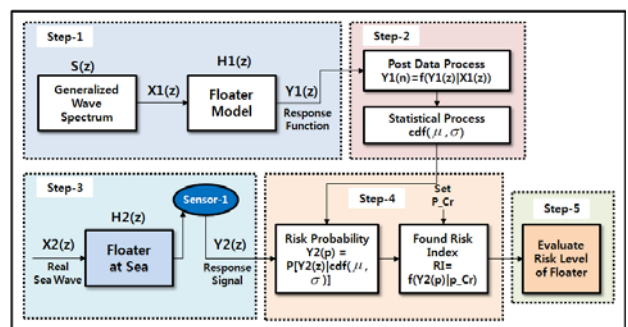 Step-1
S(z)
Generalized
Wave
Spectrum
X1(z)
H1(z)
Floater
Model
Y1(z)
Response
Function
Step-2
Post Data Process
Y1(n)=f(Y1(z)|X1(z))
Statistical Process
cdf(μ,σ)
Step-3
X2(z)
Real
Sea Wave
H2(z)
Floater
at Sea
Sensor-1
Y2(z)
Response
Signal
Step-4
Set
P_Cr
Risk Probability
Y2(p) =
P[Y2(z)|cdf(μ,
σ)]
Found Risk
Index
RI=
f(Y2(p)|p_Cr)
Step-5
Evaluate
Risk Level
of Floater